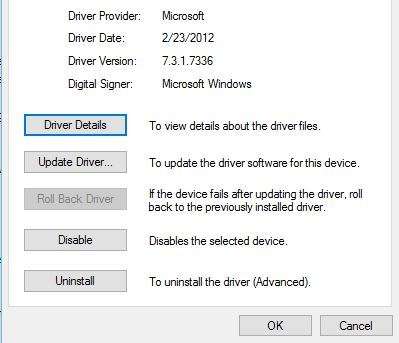 Driver Provider: Microsoft
Driver Date: 2/23/2012
Driver Version: 7.3.1.7336
Digital Signer: Microsoft Windows
Driver Details To view details about the driver files.
Update Driver... To update the driver software for this device.
Roll Back Driver If the device fails after updating the driver, roll
back to the previously installed driver.
Disable Disables the selected device.
Uninstall To uninstall the driver (Advanced).
OK Cancel